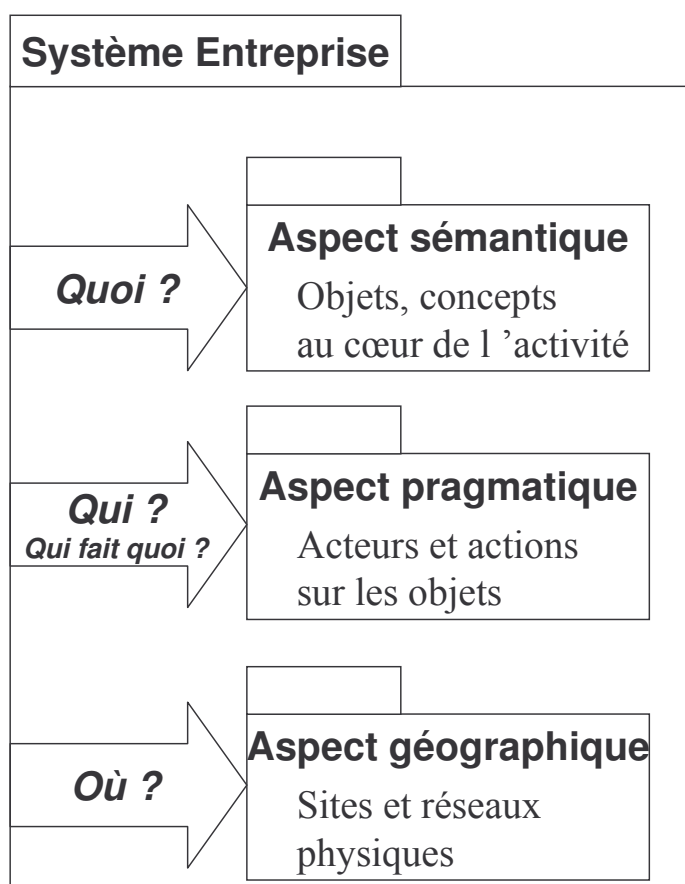 Système Entreprise
Quoi ?
Aspect sémantique
Objets, concepts
au cœur de l ’activité
Qui ?
Qui fait quoi ?
Aspect pragmatique
Acteurs et actions
sur les objets
Où ?
Aspect géographique
Sites et réseaux
physiques